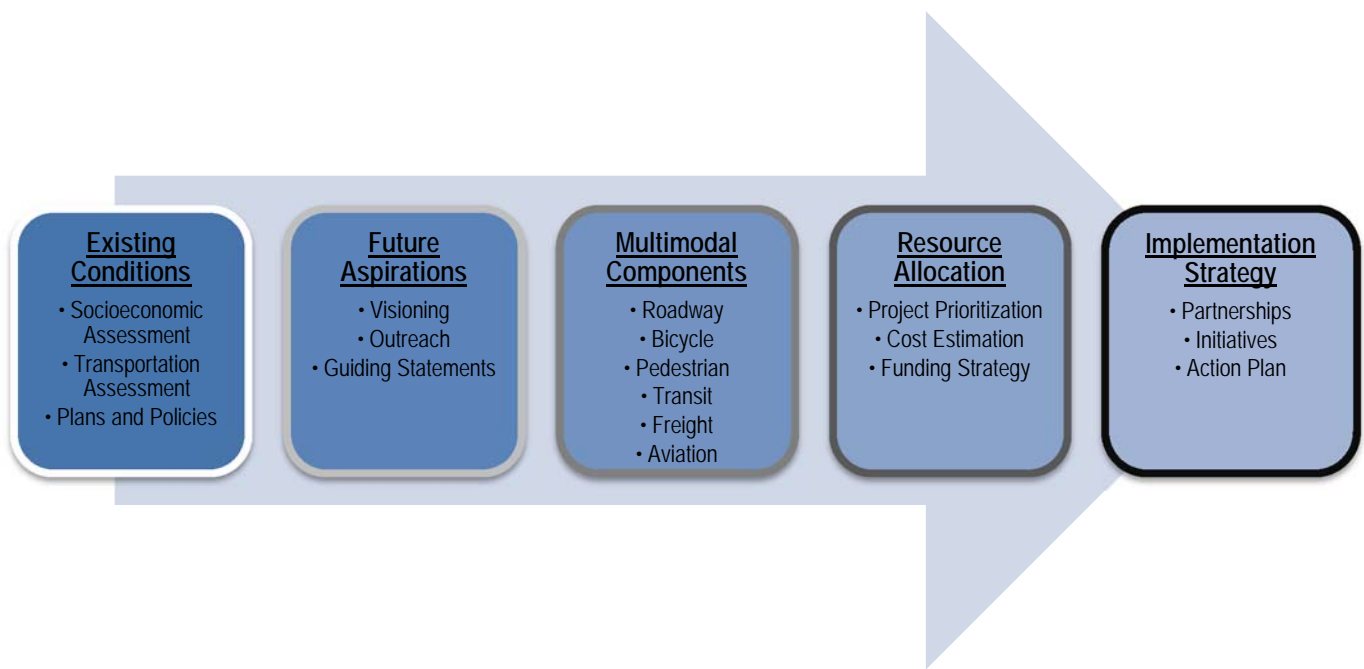 Existing
Conditions
• Socioeconomic
Assessment
• Transportation
Assessment
• Plans and Policies
Future
Aspirations
• Visioning
• Outreach
• Guiding Statements
Multimodal
Components
• Roadway
• Bicycle
• Pedestrian
• Transit
• Freight
• Aviation
Resource
Allocation
• Project Prioritization
• Cost Estimation
• Funding Strategy
Implementation
Strategy
• Partnerships
• Initiatives
• Action Plan